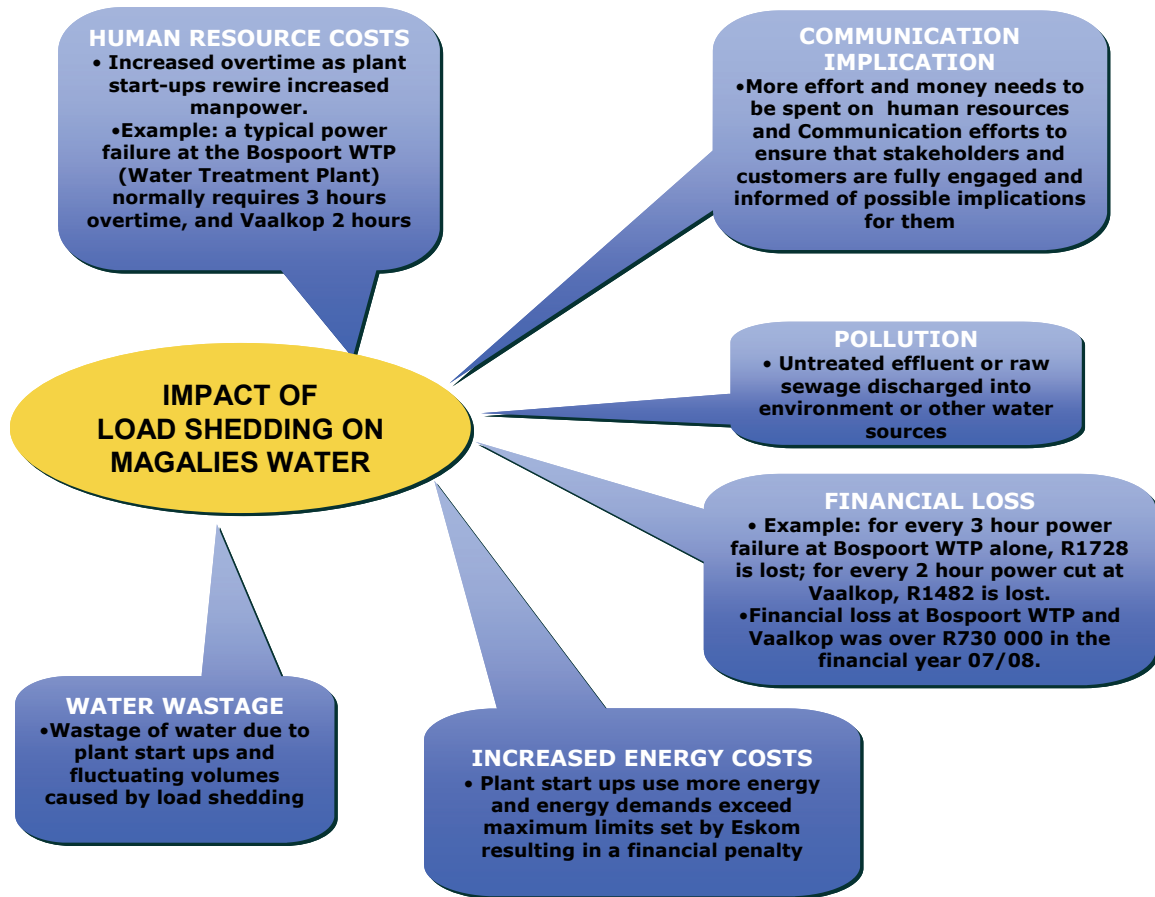 HUMAN RESOURCE COSTS
• Increased overtime as plant
start-ups rewire increased
manpower.
•Example: a typical power
failure at the Bospoort WTP
(Water Treatment Plant)
normally requires 3 hours
overtime, and Vaalkop 2 hours
COMMUNICATION
IMPLICATION
•More effort and money needs to
be spent on human resources
and Communication efforts to
ensure that stakeholders and
customers are fully engaged and
informed of possible implications
for them
POLLUTION
• Untreated effluent or raw
sewage discharged into
environment or other water
sources
IMPACT OF
LOAD SHEDDING ON
MAGALIES WATER
FINANCIAL LOSS
• Example: for every 3 hour power
failure at Bospoort WTP alone, R1728
is lost; for every 2 hour power cut at
Vaalkop, R1482 is lost.
•Financial loss at Bospoort WTP and
Vaalkop was over R730 000 in the
financial year 07/08.
WATER WASTAGE
•Wastage of water due to
plant start ups and
fluctuating volumes
caused by load shedding
INCREASED ENERGY COSTS
• Plant start ups use more energy
and energy demands exceed
maximum limits set by Eskom
resulting in a financial penalty